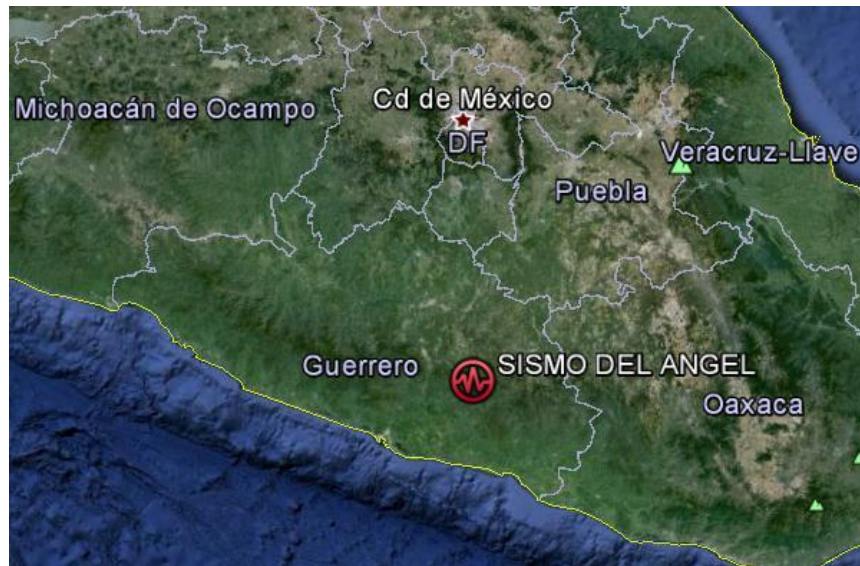 Cd de México
Michoacán de Ocampo
DF
Veracruz-Llave
Puebla
Guerrero
SISMO DEL ANGEL
Oaxaca